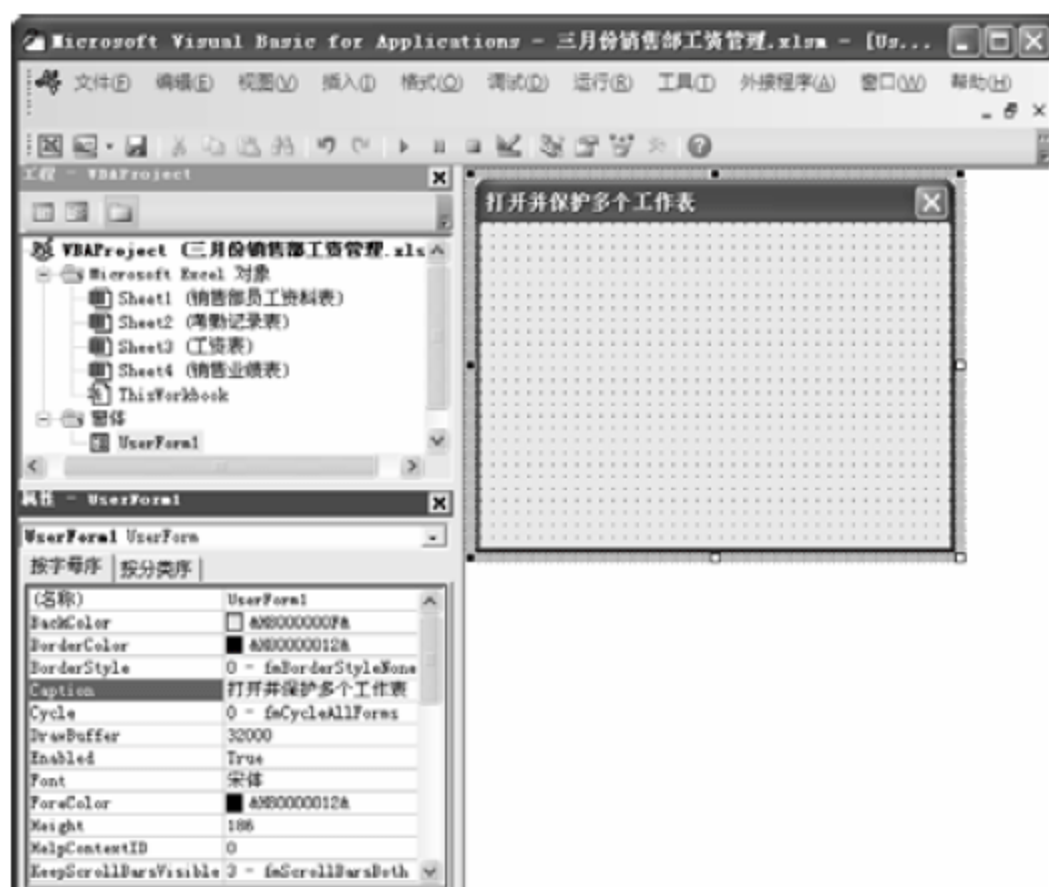 Microsoft Visual Basic for Applications - 三月份销售部工资管理.xlsm - [Us...
文件(F) 编辑(E) 视图(V) 插入(I) 格式(O) 调试(D) 运行(R) 工具(T) 外接程序(A) 窗口(W) 帮助(H)
工程 - VBAProject
VBAProject (三月份销售部工资管理.xls
Microsoft Excel 对象
Sheet1 (销售部员工资料表)
Sheet2 (考勤记录表)
Sheet3 (工资表)
Sheet4 (销售业绩表)
ThisWorkbook
窗体
UserForm1
打开并保护多个工作表
属性 - UserForm1
UserForm1 UserForm
按字母序 按分类序
(名称) UserForm1
BackColor &H8000000F&
BorderColor &H80000012&
BorderStyle 0 - fmBorderStyleNone
Caption 打开并保护多个工作表
Cycle 0 - fmCycleAllForms
DrawBuffer 32000
Enabled True
Font 宋体
ForeColor &H80000012&
Height 186
HelpContextID 0
KeepScrollBarsVisible 3 - fmScrollBarsBoth